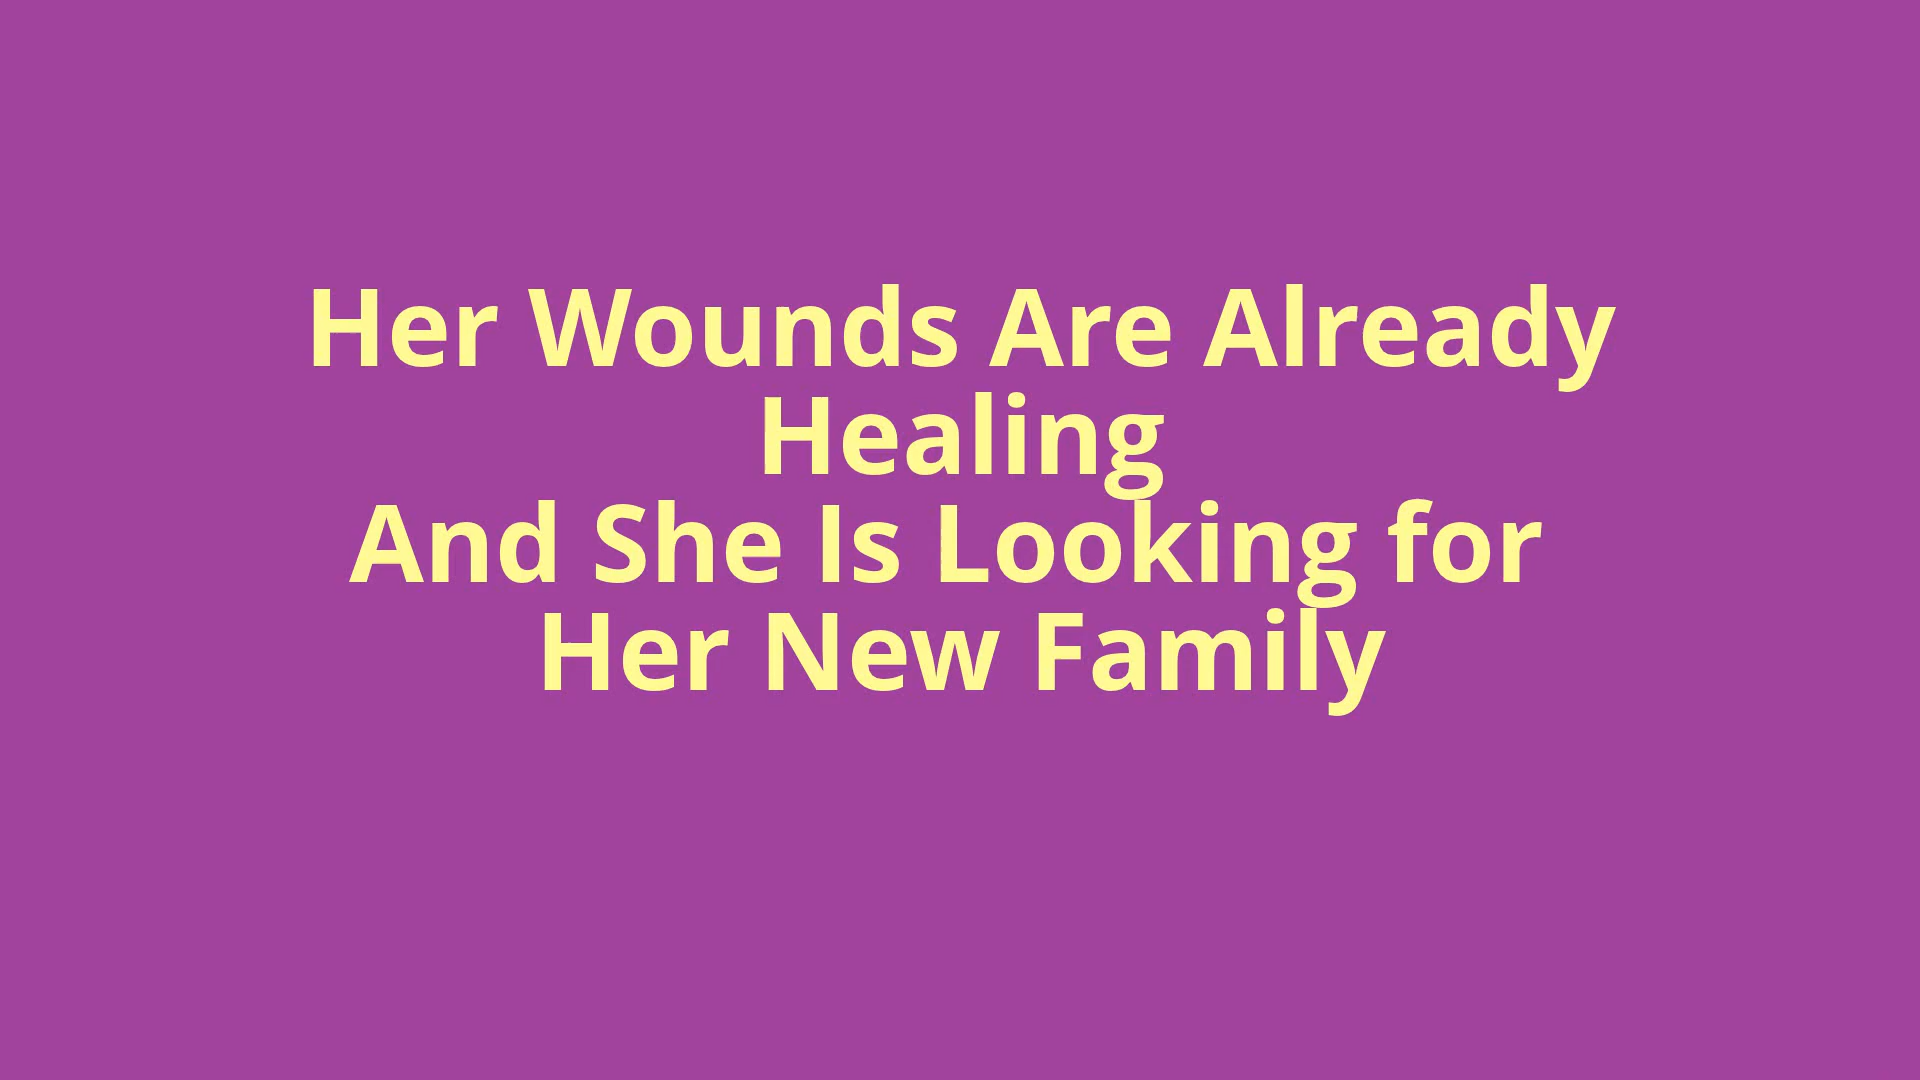 Her Wounds Are Already
Healing
And She Is Looking for
Her New Family